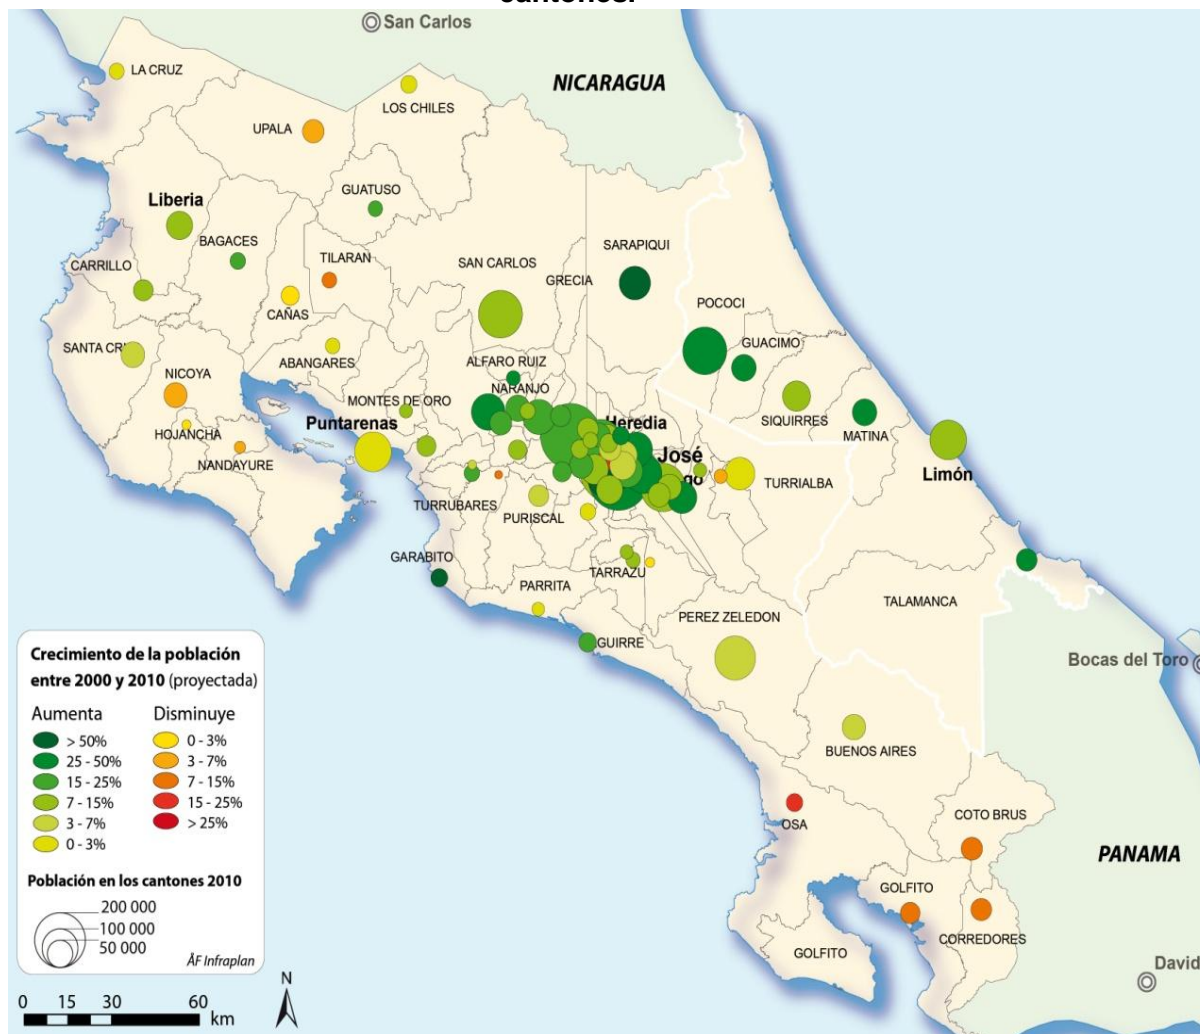 cantones.
San Carlos
NICARAGUA
LA CRUZ
LOS CHILES
UPALA
GUATUSO
Liberia
BAGACES
SARAPIQUI
CARRILLO
TILARAN
SAN CARLOS
GRECIA
CAÑAS
POCOCI
GUACIMO
SANTA CRU
ABANGARES
ALFARO RUIZ
NICOYA
NARANJO
MONTES DE ORO
SIQUIRRES
HOJANCHA
Puntarenas
Heredia
MATINA
NANDAYURE
José
go
Limón
TURRIALBA
TURRUBARES
PURISCAL
GARABITO
TARRAZU
PARRITA
TALAMANCA
PEREZ ZELEDON
GUIRRE
Bocas del Toro
BUENOS AIRES
OSA
COTO BRUS
PANAMA
GOLFITO
CORREDORES
GOLFITO
David
Crecimiento de la población
entre 2000 y 2010 (proyectada)
Aumenta Disminuye
> 50% 0 - 3%
25 - 50% 3 - 7%
15 - 25% 7 - 15%
7 - 15% 15 - 25%
3 - 7% > 25%
0 - 3%
Población en los cantones 2010
200 000
100 000
50 000
ÅF Infraplan
N
0 15 30 60
km